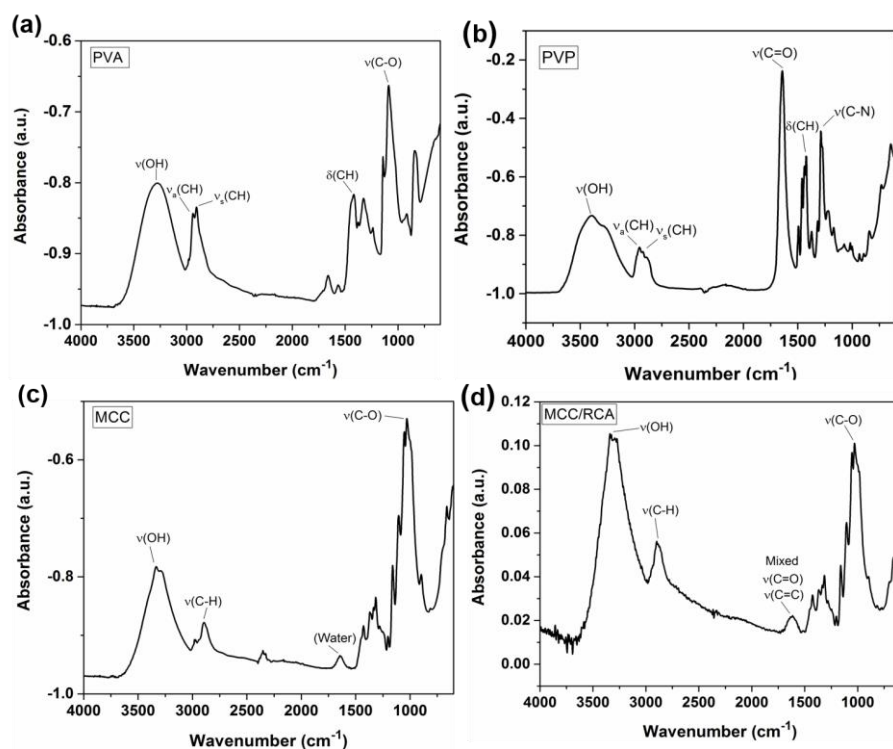 (a)
PVA
ν(OH)
νa(CH)
νs(CH)
δ(CH)
ν(C-O)
-0.6
-0.7
-0.8
-0.9
-1.0
4000 3500 3000 2500 2000 1500 1000
Absorbance (a.u.)
Wavenumber (cm-1)
(b)
PVP
ν(OH)
νa(CH)
νs(CH)
ν(C=O)
δ(CH)
ν(C-N)
-0.2
-0.4
-0.6
-0.8
-1.0
4000 3500 3000 2500 2000 1500 1000
Absorbance (a.u.)
Wavenumber (cm-1)
(c)
MCC
ν(OH)
ν(C-H)
(Water)
ν(C-O)
-0.6
-0.8
-1.0
4000 3500 3000 2500 2000 1500 1000
Absorbance (a.u.)
Wavenumber (cm-1)
(d)
MCC/RCA
ν(OH)
ν(C-H)
Mixed
ν(C=O)
ν(C=C)
ν(C-O)
0.12
0.10
0.08
0.06
0.04
0.02
0.00
4000 3500 3000 2500 2000 1500 1000
Absorbance (a.u.)
Wavenumber (cm-1)